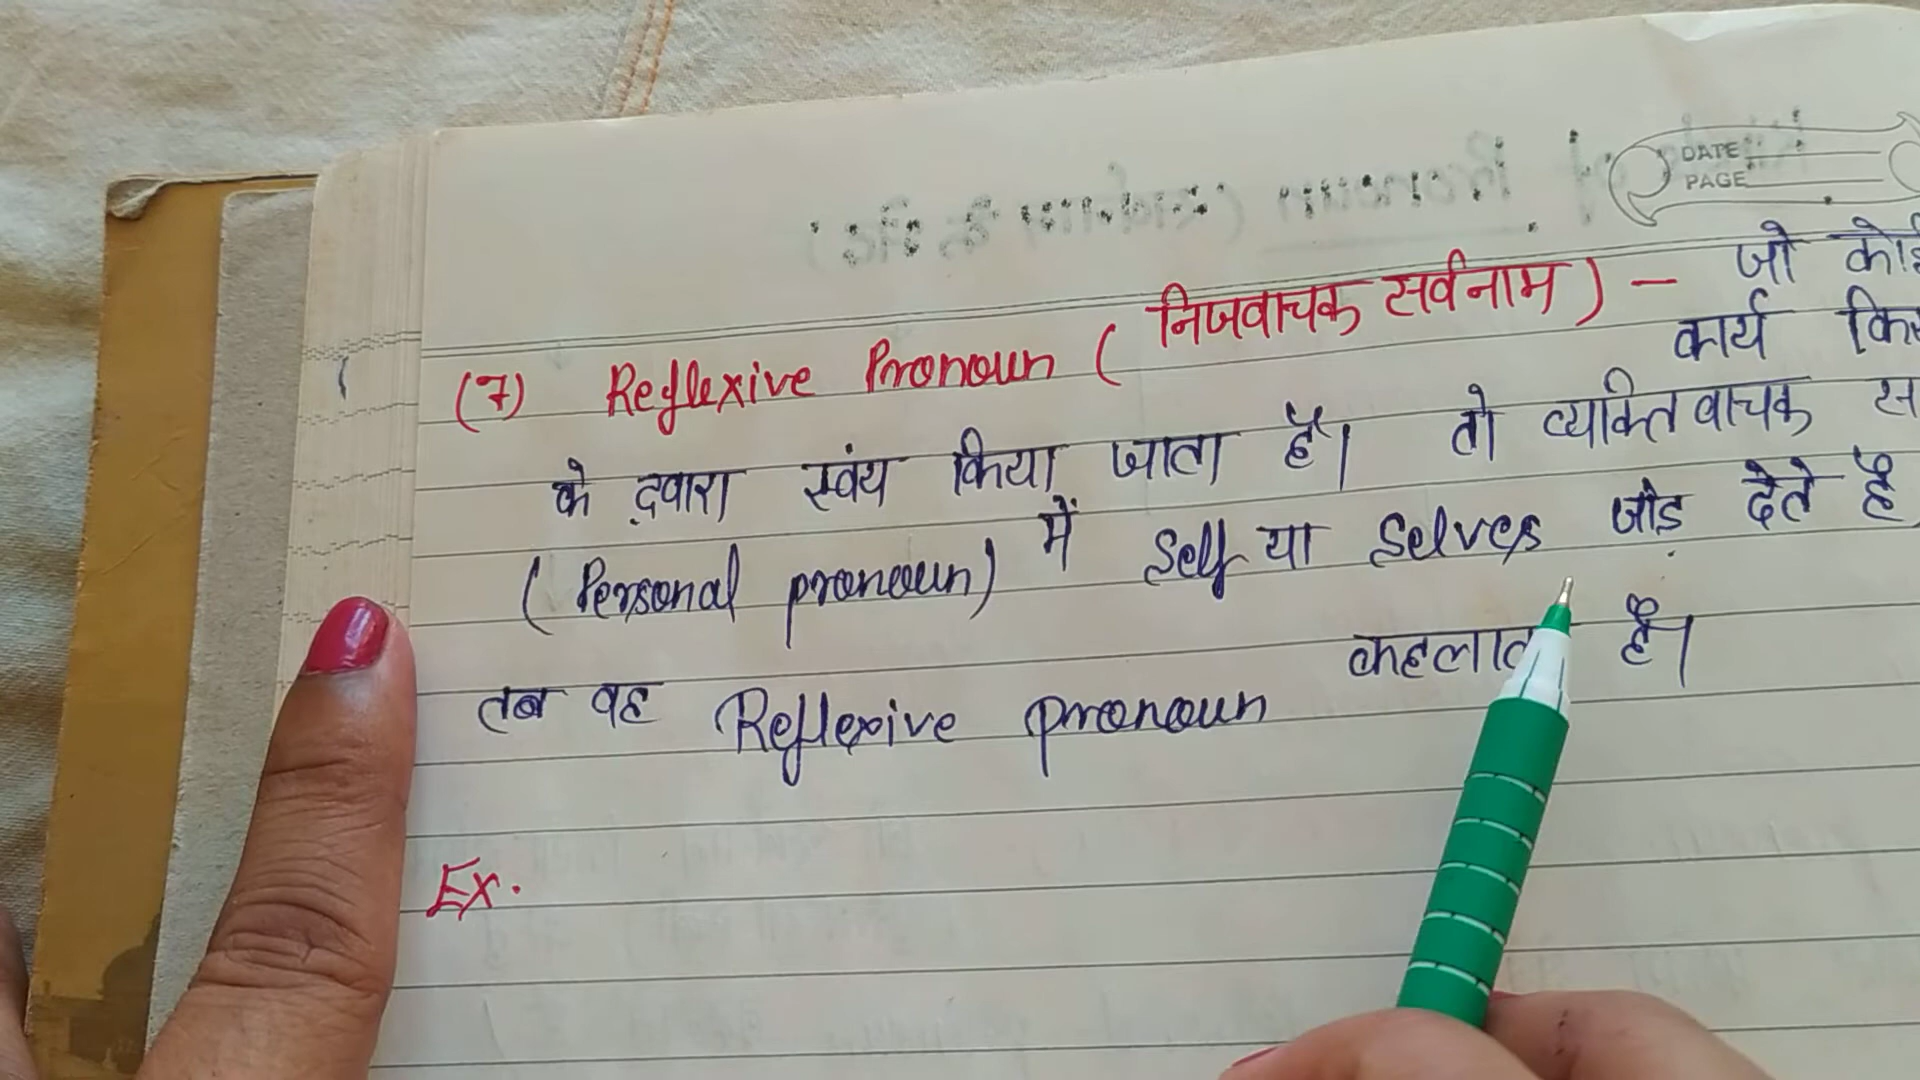 DATE
PAGE
(7) Reflexive Pronoun ( निजवाचक सर्वनाम ) - जो
कार्य
के द्वारा स्वंय किया जाता है। तो व्यक्तिवाचक
( Personal pronoun) में Self या Selves जोड़ देते है
तब वह Reflexive pronoun है।
Ex.